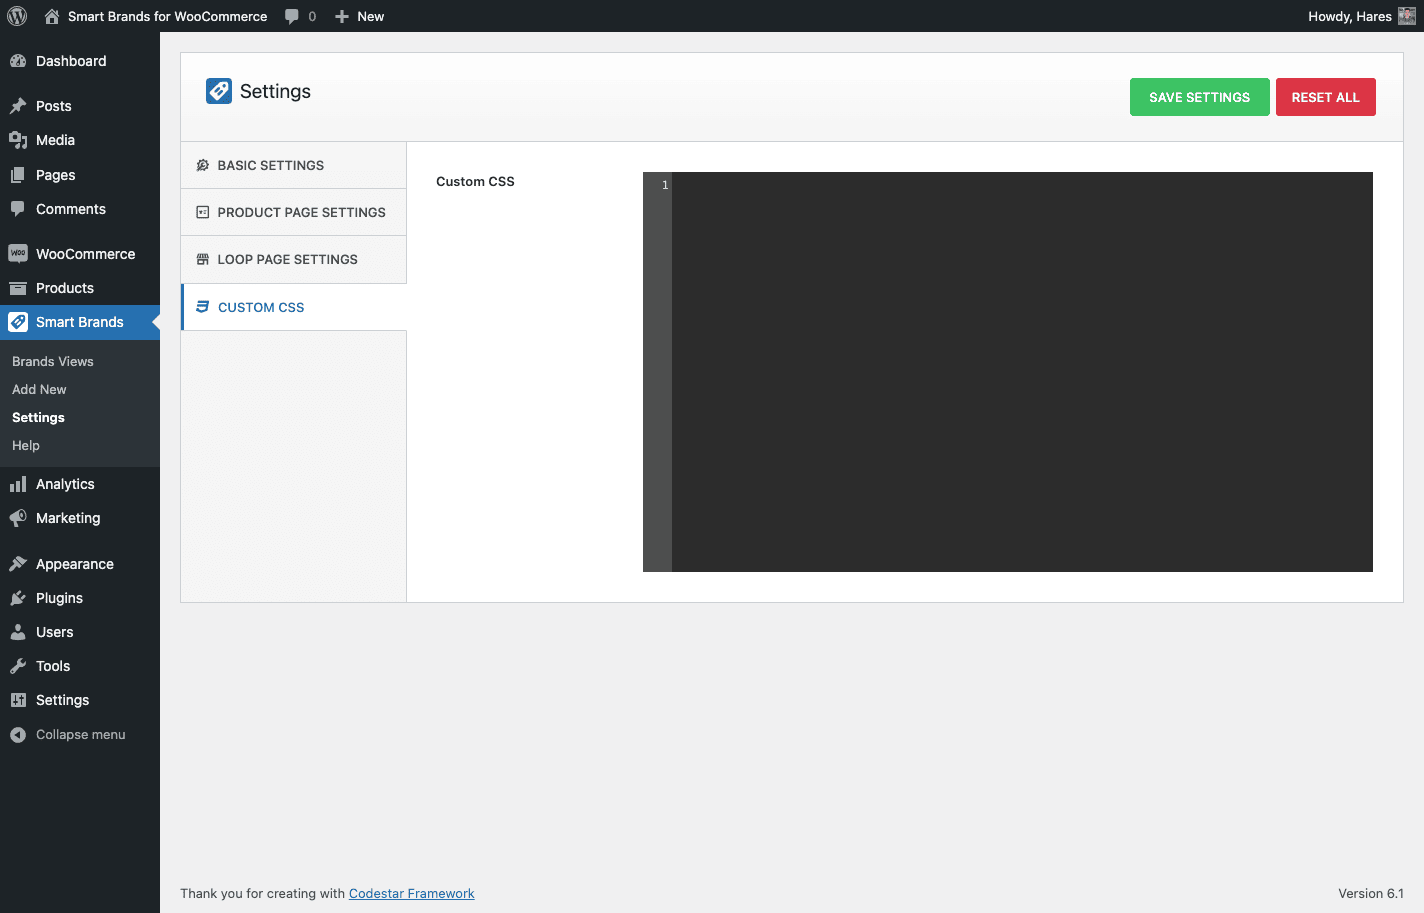 Smart Brands for WooCommerce
0
New
Howdy, Hares
Dashboard
Posts
Media
Pages
Comments
WOO
WooCommerce
Products
Smart Brands
Brands Views
Add New
Settings
Help
Analytics
Marketing
Appearance
Plugins
Users
Tools
Settings
Collapse menu
Settings
SAVE SETTINGS
RESET ALL
BASIC SETTINGS
PRODUCT PAGE SETTINGS
LOOP PAGE SETTINGS
CUSTOM CSS
Custom CSS
1
Thank you for creating with Codestar Framework
Version 6.1